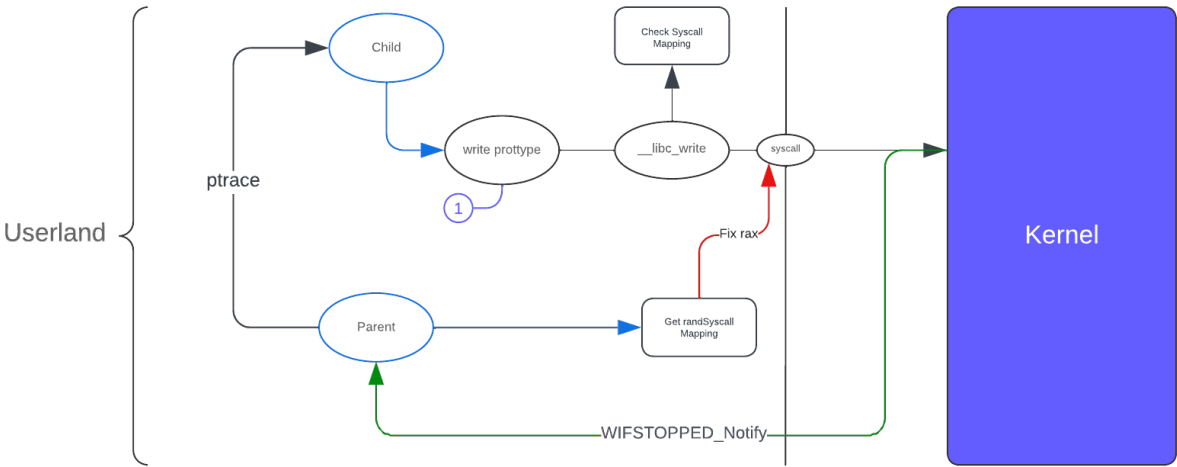 Check Syscall
Mapping
Child
write prottype
__libc_write
syscall
ptrace
1
Userland
Fix rax
Kernel
Get randSyscall
Mapping
Parent
WIFSTOPPED_Notify